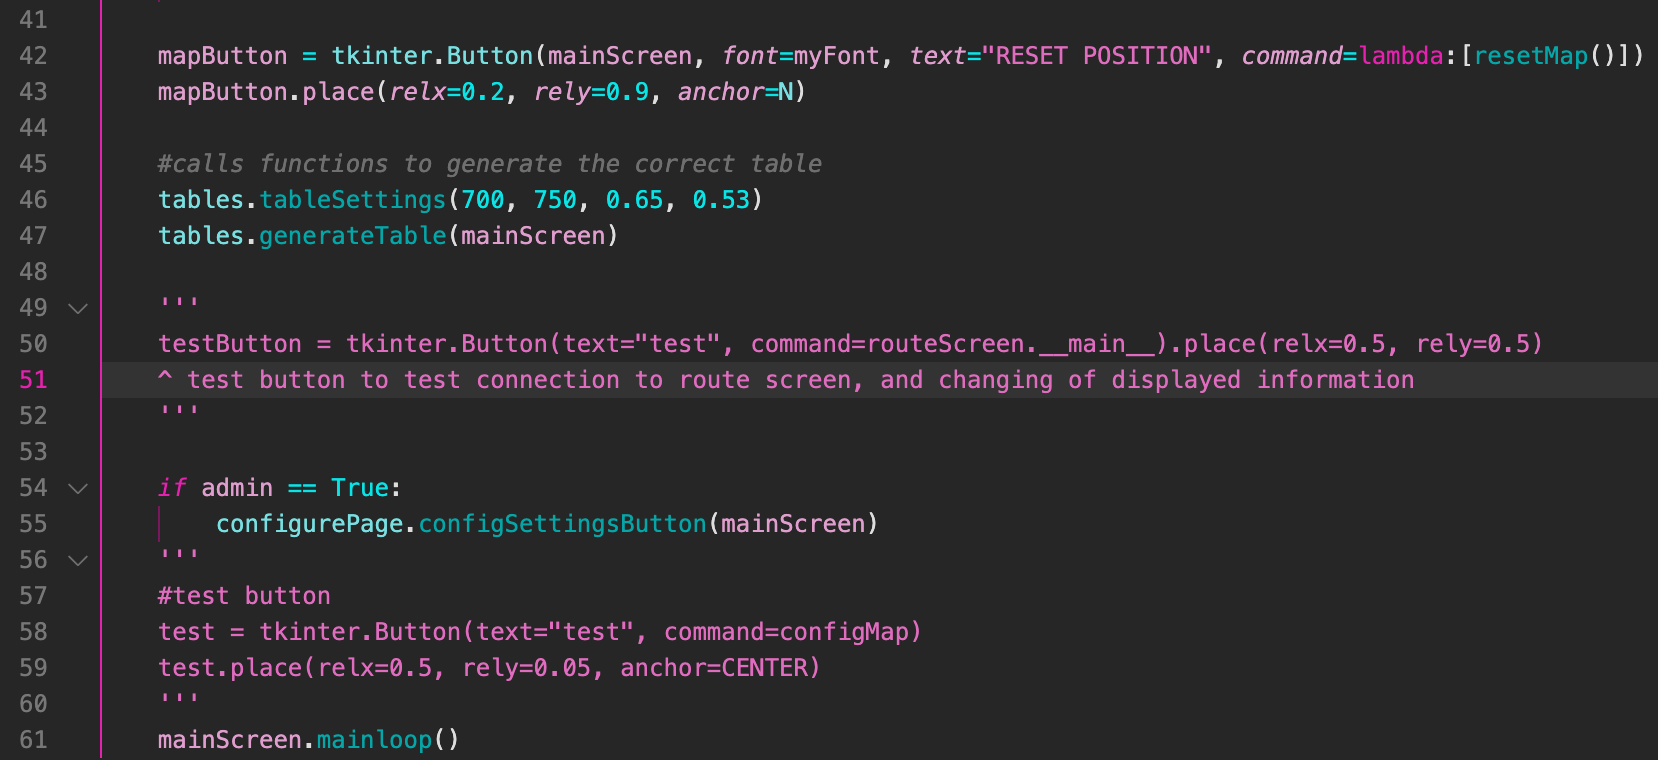 41
42 mapButton = tkinter.Button(mainScreen, font=myFont, text="RESET POSITION", command=lambda:[resetMap()])
43 mapButton.place(relx=0.2, rely=0.9, anchor=N)
44
45 #calls functions to generate the correct table
46 tables.tableSettings(700, 750, 0.65, 0.53)
47 tables.generateTable(mainScreen)
48
49 '''
50 testButton = tkinter.Button(text="test", command=routeScreen.__main__).place(relx=0.5, rely=0.5)
51 ^ test button to test connection to route screen, and changing of displayed information
52 '''
53
54 if admin == True:
55     configurePage.configSettingsButton(mainScreen)
56 '''
57 #test button
58 test = tkinter.Button(text="test", command=configMap)
59 test.place(relx=0.5, rely=0.05, anchor=CENTER)
60 '''
61 mainScreen.mainloop()